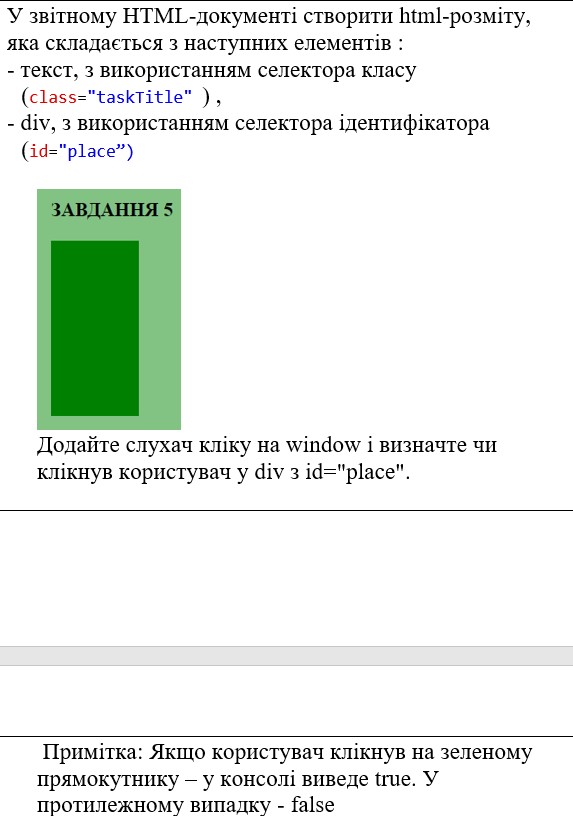 У звітному HTML-документі створити html-розміту,
яка складається з наступних елементів :
- текст, з використанням селектора класу
(class="taskTitle" ) ,
- div, з використанням селектора ідентифікатора
(id="place”)
ЗАВДАННЯ 5
Додайте слухач кліку на window і визначте чи
клікнув користувач у div з id="place".
Примітка: Якщо користувач клікнув на зеленому
прямокутнику – у консолі виведе true. У
протилежному випадку - false